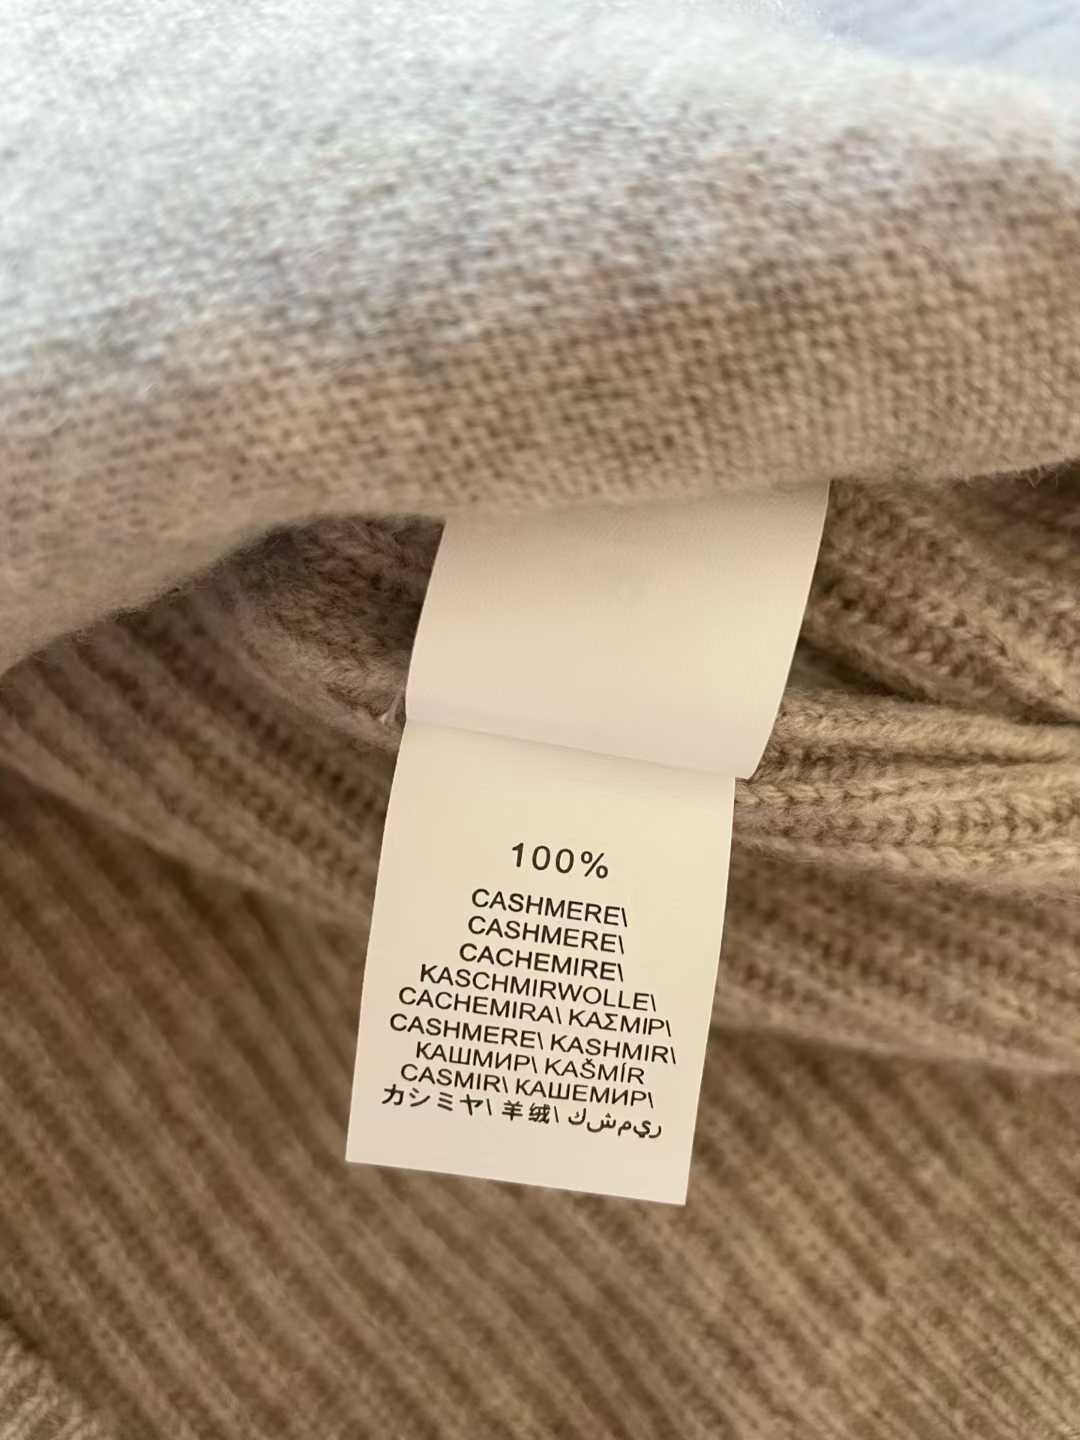 100%
CASHMERE\
CASHMERE\
CACHEMIRE\
KASCHMIRWOLLE\
CACHEMIRA\ ΚΑΣΜΙΡ\
CASHMERE\ KASHMIR\
КАШМИР\ KAŠMÍR
CASMIR\ КАШЕМИР\
カシミヤ\ 羊绒\ ك‌ش‌م‌ي‌ر